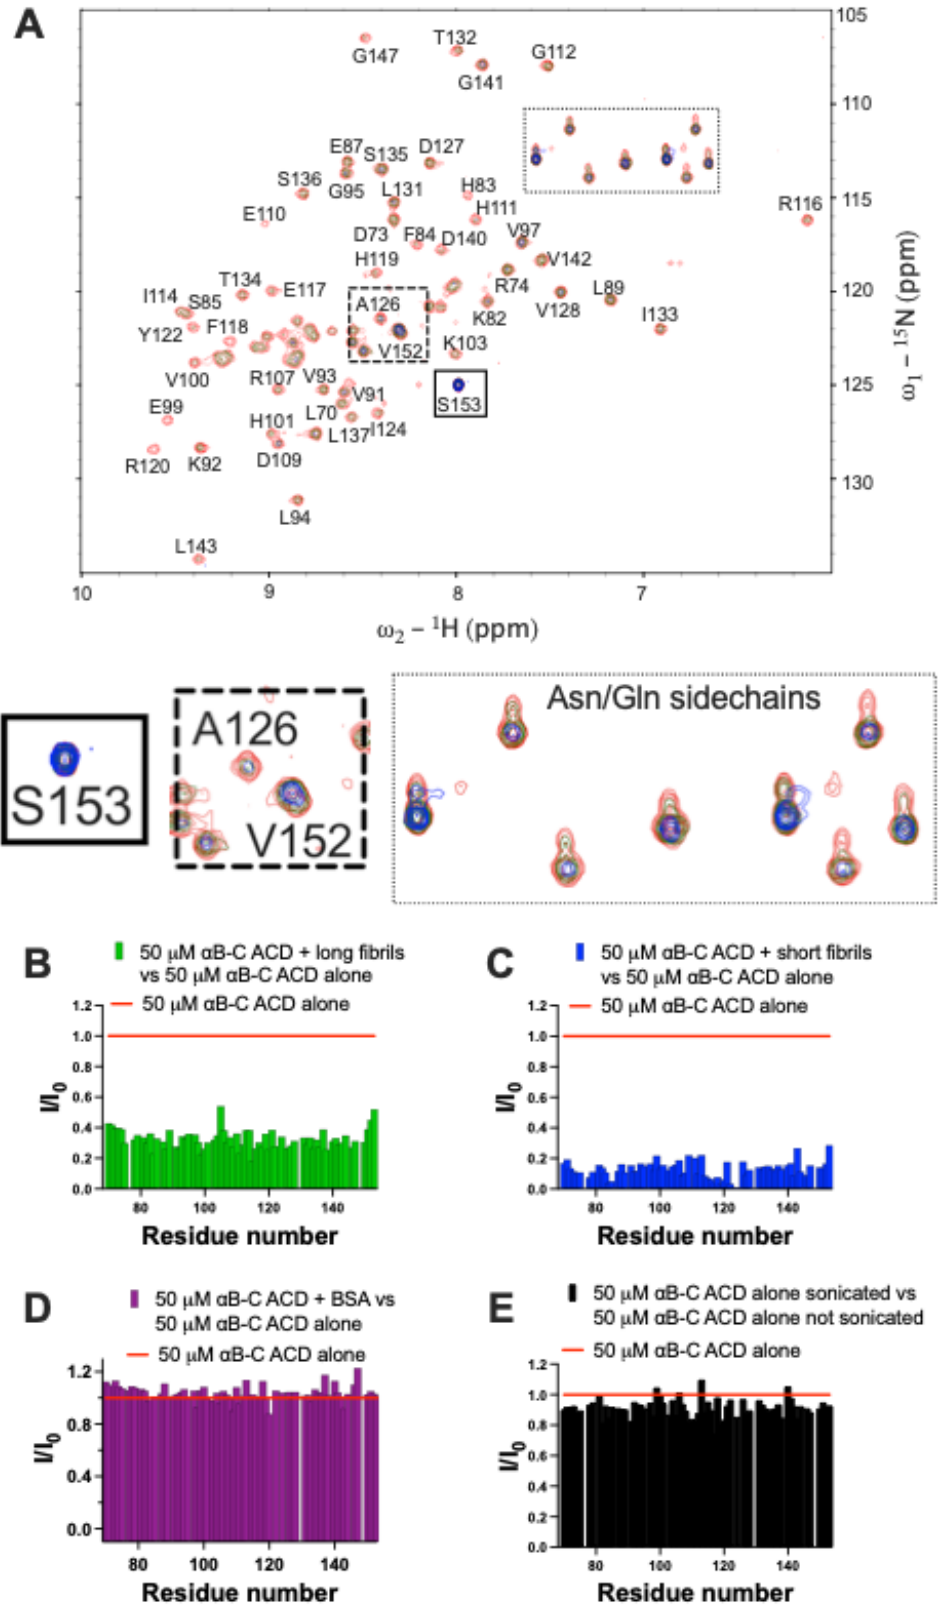 A
105
T132
G147
G141
G112
110
E87
S135
D127
S136
G95
L131
H83
115
E110
H111
R116
D73
F84
D140
V97
H119
V142
T134
E117
R74
L89
I114
S85
A126
K82
V128
I133
120
Y122
F118
V152
K103
V100
R107
V93
V91
S153
125
E99
H101
L70
L137
I124
R120
K92
D109
130
L94
L143
10
9
8
7
ω2 – 1H (ppm)
ω1 – 15N (ppm)
S153
A126
V152
Asn/Gln sidechains
B
50 μM αB-C ACD + long fibrils
vs 50 μM αB-C ACD alone
50 μM αB-C ACD alone
1.2
1.0
0.8
0.6
0.4
0.2
0.0
I/I0
80
100
120
140
Residue number
C
50 μM αB-C ACD + short fibrils
vs 50 μM αB-C ACD alone
50 μM αB-C ACD alone
1.2
1.0
0.8
0.6
0.4
0.2
0.0
I/I0
80
100
120
140
Residue number
D
50 μM αB-C ACD + BSA vs
50 μM αB-C ACD alone
50 μM αB-C ACD alone
1.2
0.8
0.4
0.0
I/I0
80
100
120
140
Residue number
E
50 μM αB-C ACD alone sonicated vs
50 μM αB-C ACD alone not sonicated
50 μM αB-C ACD alone
1.2
1.0
0.8
0.6
0.4
0.2
0.0
I/I0
80
100
120
140
Residue number